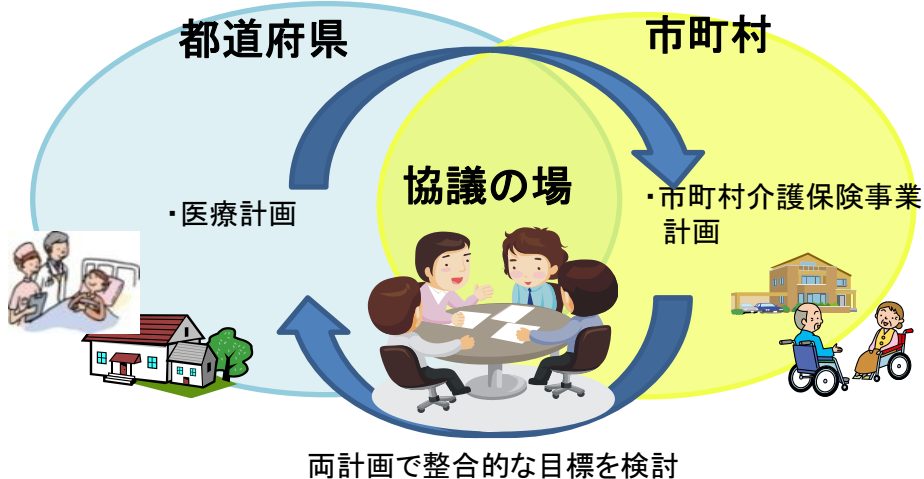 都道府県
市町村
協議の場
・医療計画
・市町村介護保険事業
計画
両計画で整合的な目標を検討